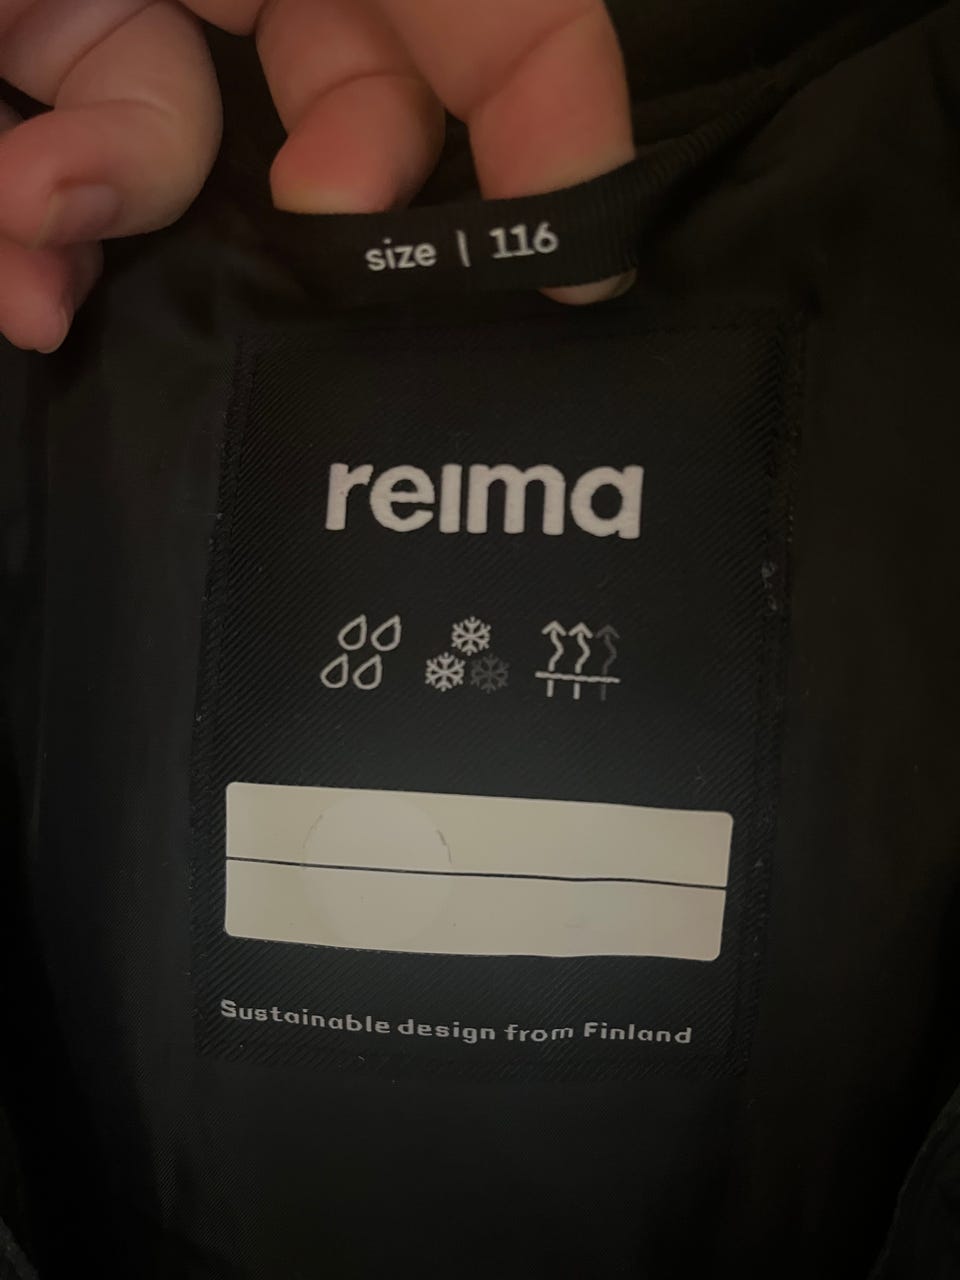 size | 116
reima
Sustainable design from Finland